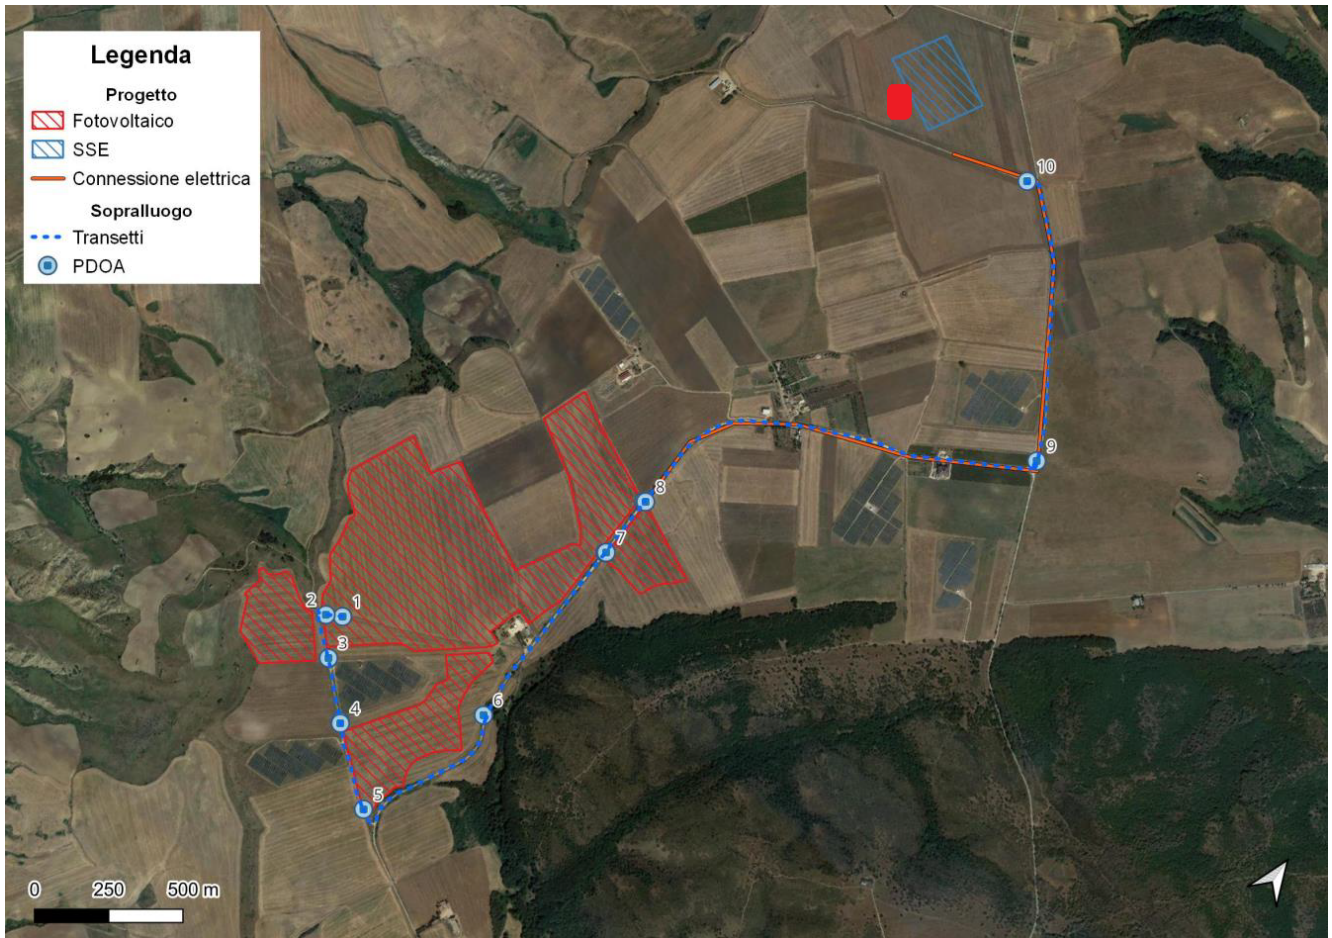 Legenda
Progetto
Fotovoltaico
SSE
Connessione elettrica
Sopralluogo
Transetti
PDOA
10
9
8
7
2
1
3
6
4
5
0 250 500 m